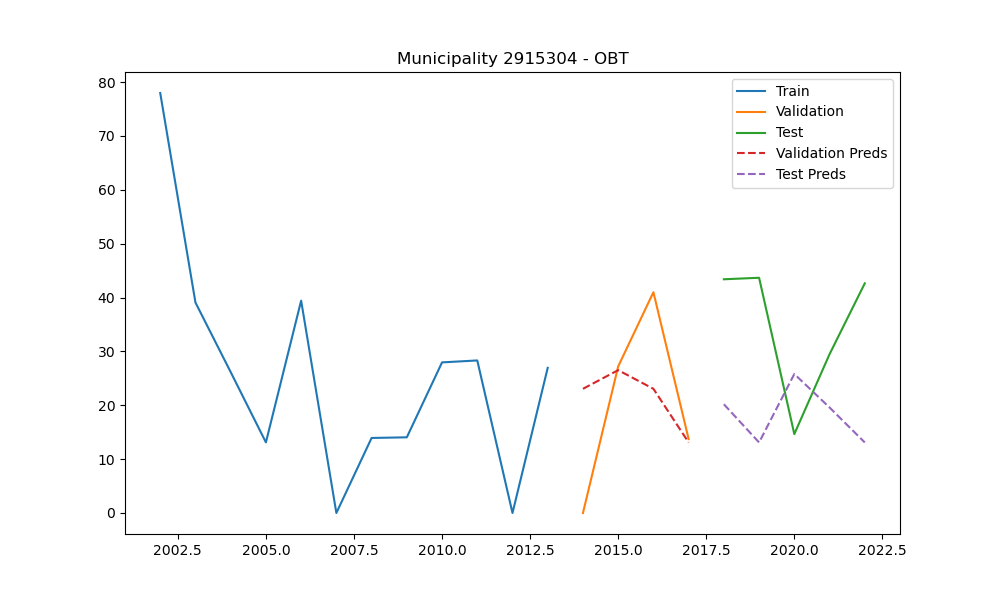 Municipality 2915304 - OBT
80
70
60
50
40
30
20
10
0
2002.5 2005.0 2007.5 2010.0 2012.5 2015.0 2017.5 2020.0 2022.5
Train
Validation
Test
Validation Preds
Test Preds